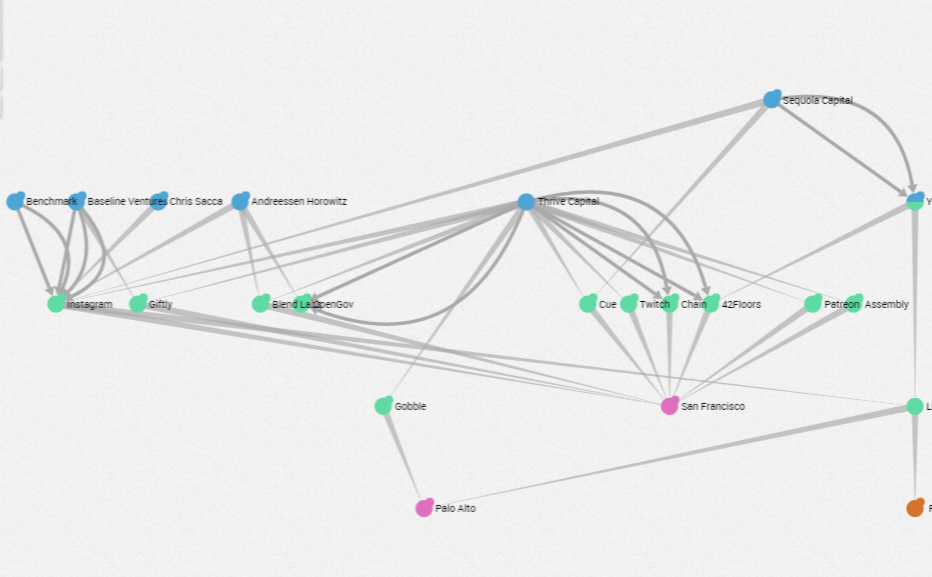 Sequoia Capital
Benchmark
Baseline Ventures
Chris Sacca
Andreessen Horowitz
Thrive Capital
Y
Instagram
Giftly
Blend La
OpenGov
Cue
Twitch
Chain
42Floors
Patreon
Assembly
Gobble
San Francisco
Palo Alto